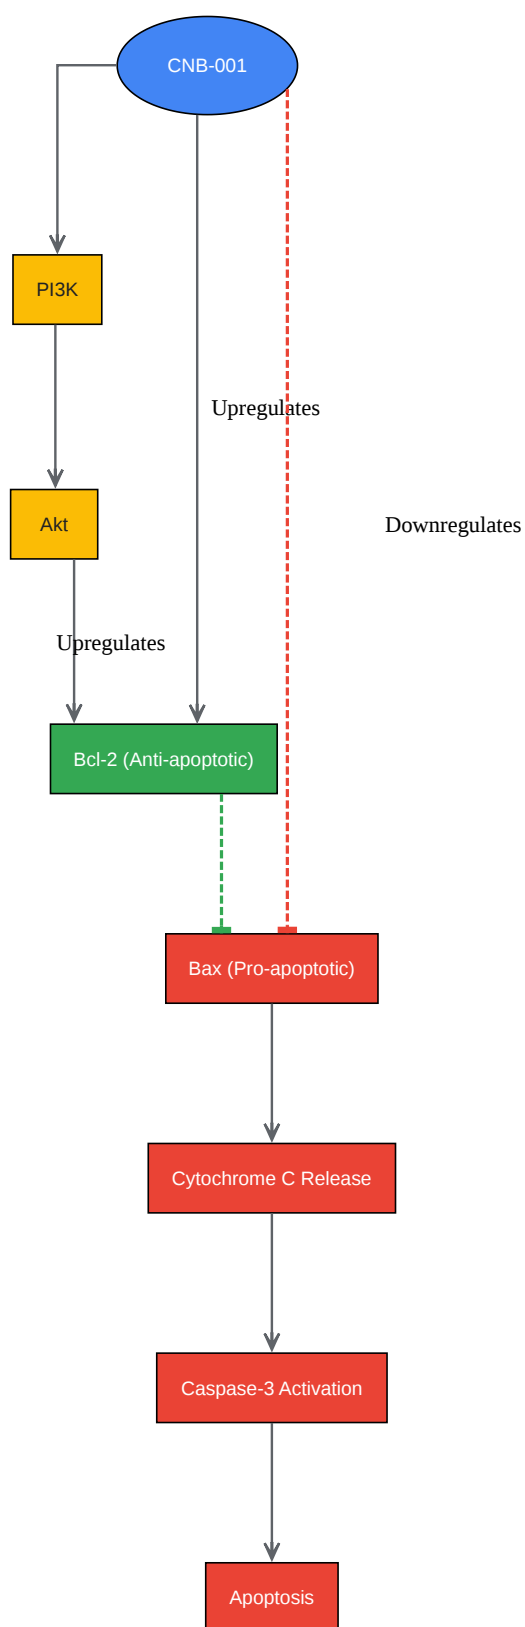 CNB-001
PI3K
Upregulates
Akt
Downregulates
Upregulates
Bcl-2 (Anti-apoptotic)
Bax (Pro-apoptotic)
Cytochrome C Release
Caspase-3 Activation
Apoptosis